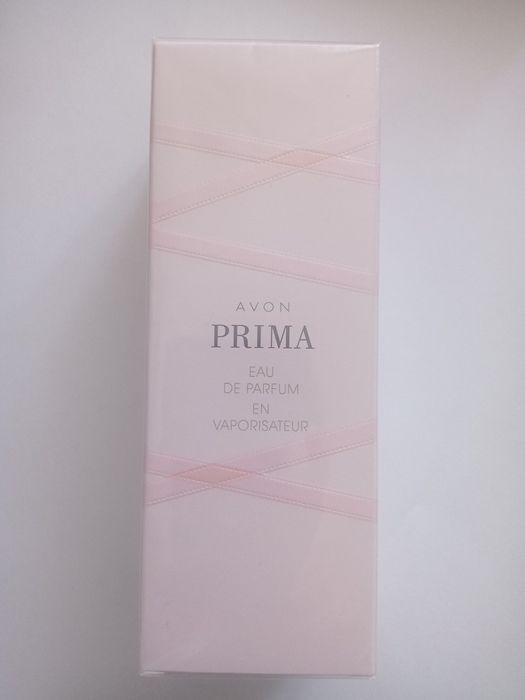 AVON
PRIMA
EAU
DE PARFUM
EN
VAPORISATEUR